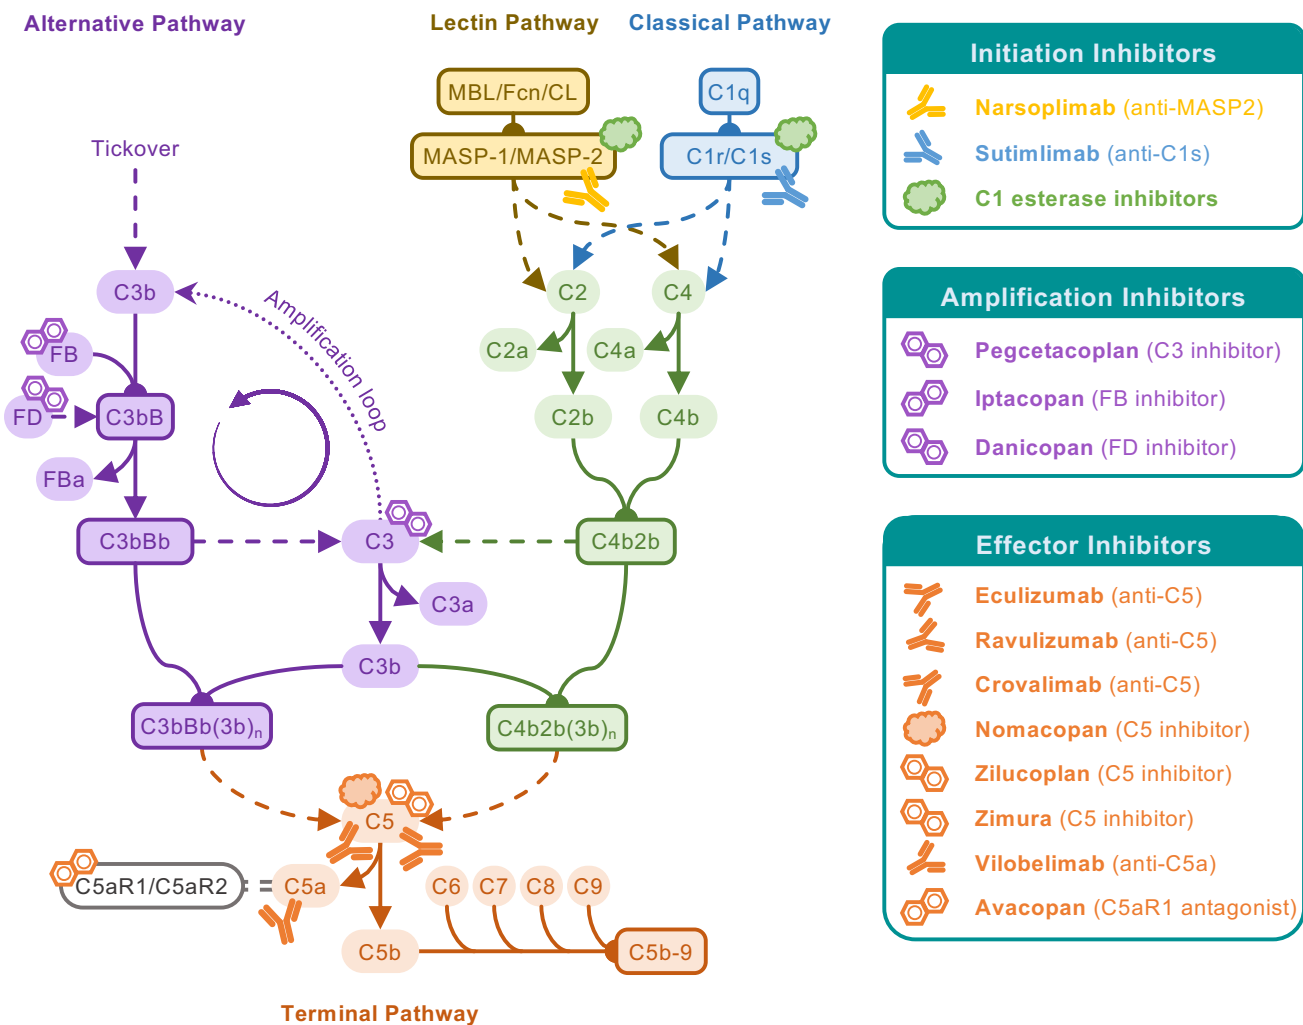 Alternative Pathway
Lectin Pathway
Classical Pathway
MBL/Fcn/CL
C1q
MASP-1/MASP-2
C1r/C1s
Tickover
C3b
C2
C4
Amplification loop
FB
C2a
C4a
FD
C3bB
C2b
C4b
FBa
C3bBb
C3
C4b2b
C3a
C3b
C3bBb(3b)n
C4b2b(3b)n
C5
C5aR1/C5aR2
C5a
C6
C7
C8
C9
C5b
C5b-9
Terminal Pathway
Initiation Inhibitors
Narsoplimab (anti-MASP2)
Sutimlimab (anti-C1s)
C1 esterase inhibitors
Amplification Inhibitors
Pegcetacoplan (C3 inhibitor)
Iptacopan (FB inhibitor)
Danicopan (FD inhibitor)
Effector Inhibitors
Eculizumab (anti-C5)
Ravulizumab (anti-C5)
Crovalimab (anti-C5)
Nomacopan (C5 inhibitor)
Zilucoplan (C5 inhibitor)
Zimura (C5 inhibitor)
Vilobelimab (anti-C5a)
Avacopan (C5aR1 antagonist)